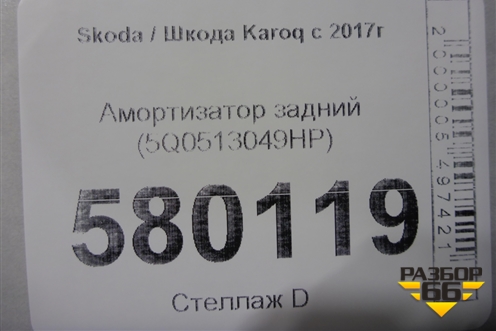 Skoda / Шкода Karoq с 2017г
Амортизатор задний
(5Q0513049HP)
580119
Стеллаж D
2000005497421
РАЗБОР
66